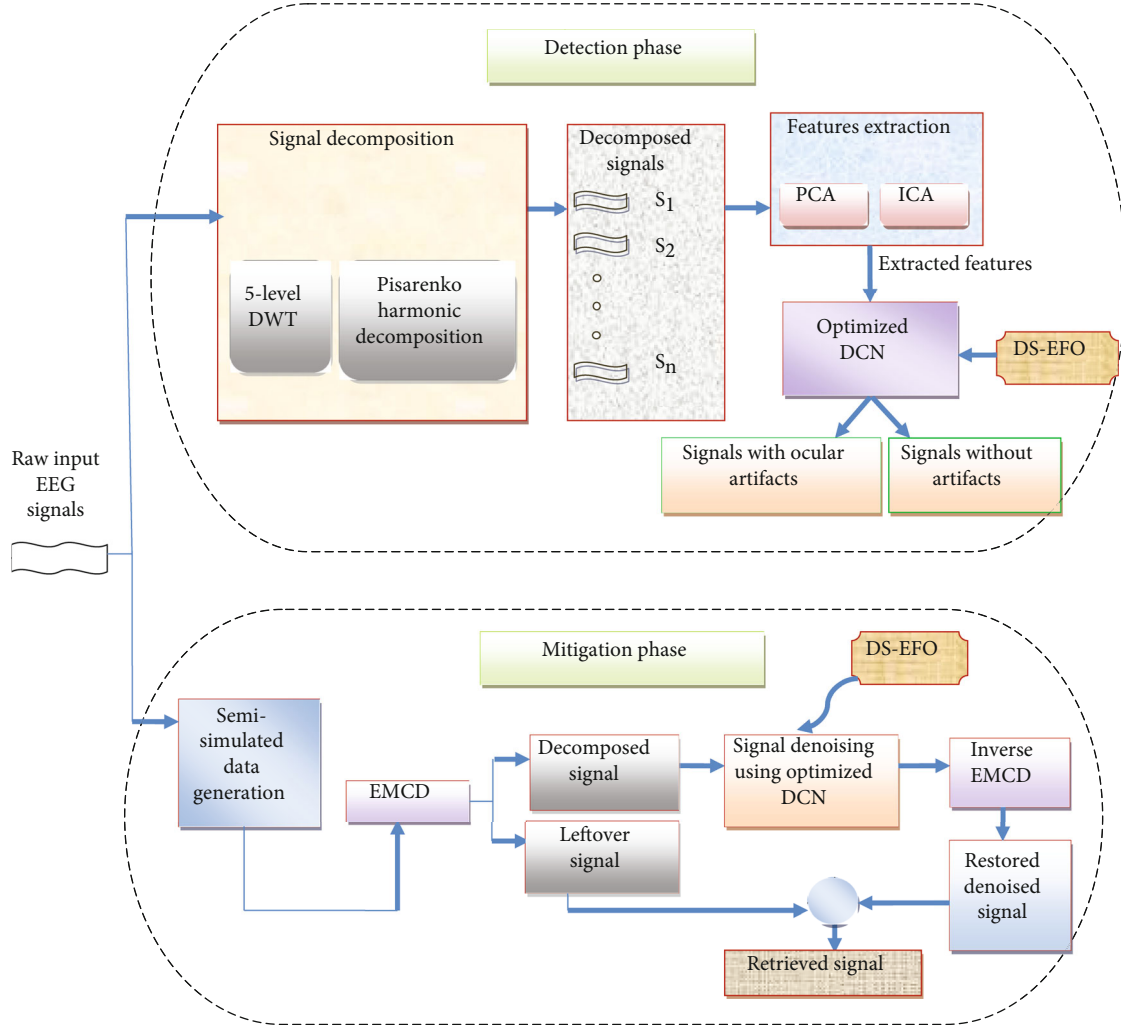 Detection phase
Signal decomposition
5-level
DWT
Pisarenko
harmonic
decomposition
Decomposed
signals
S1
S2
Sn
Features extraction
PCA
ICA
Extracted features
Optimized
DCN
DS-EFO
Signals with ocular
artifacts
Signals without
artifacts
Raw input
EEG
signals
Mitigation phase
DS-EFO
Semi-
simulated
data
generation
EMCD
Decomposed
signal
Leftover
signal
Signal denoising
using optimized
DCN
Inverse
EMCD
Restored
denoised
signal
Retrieved signal